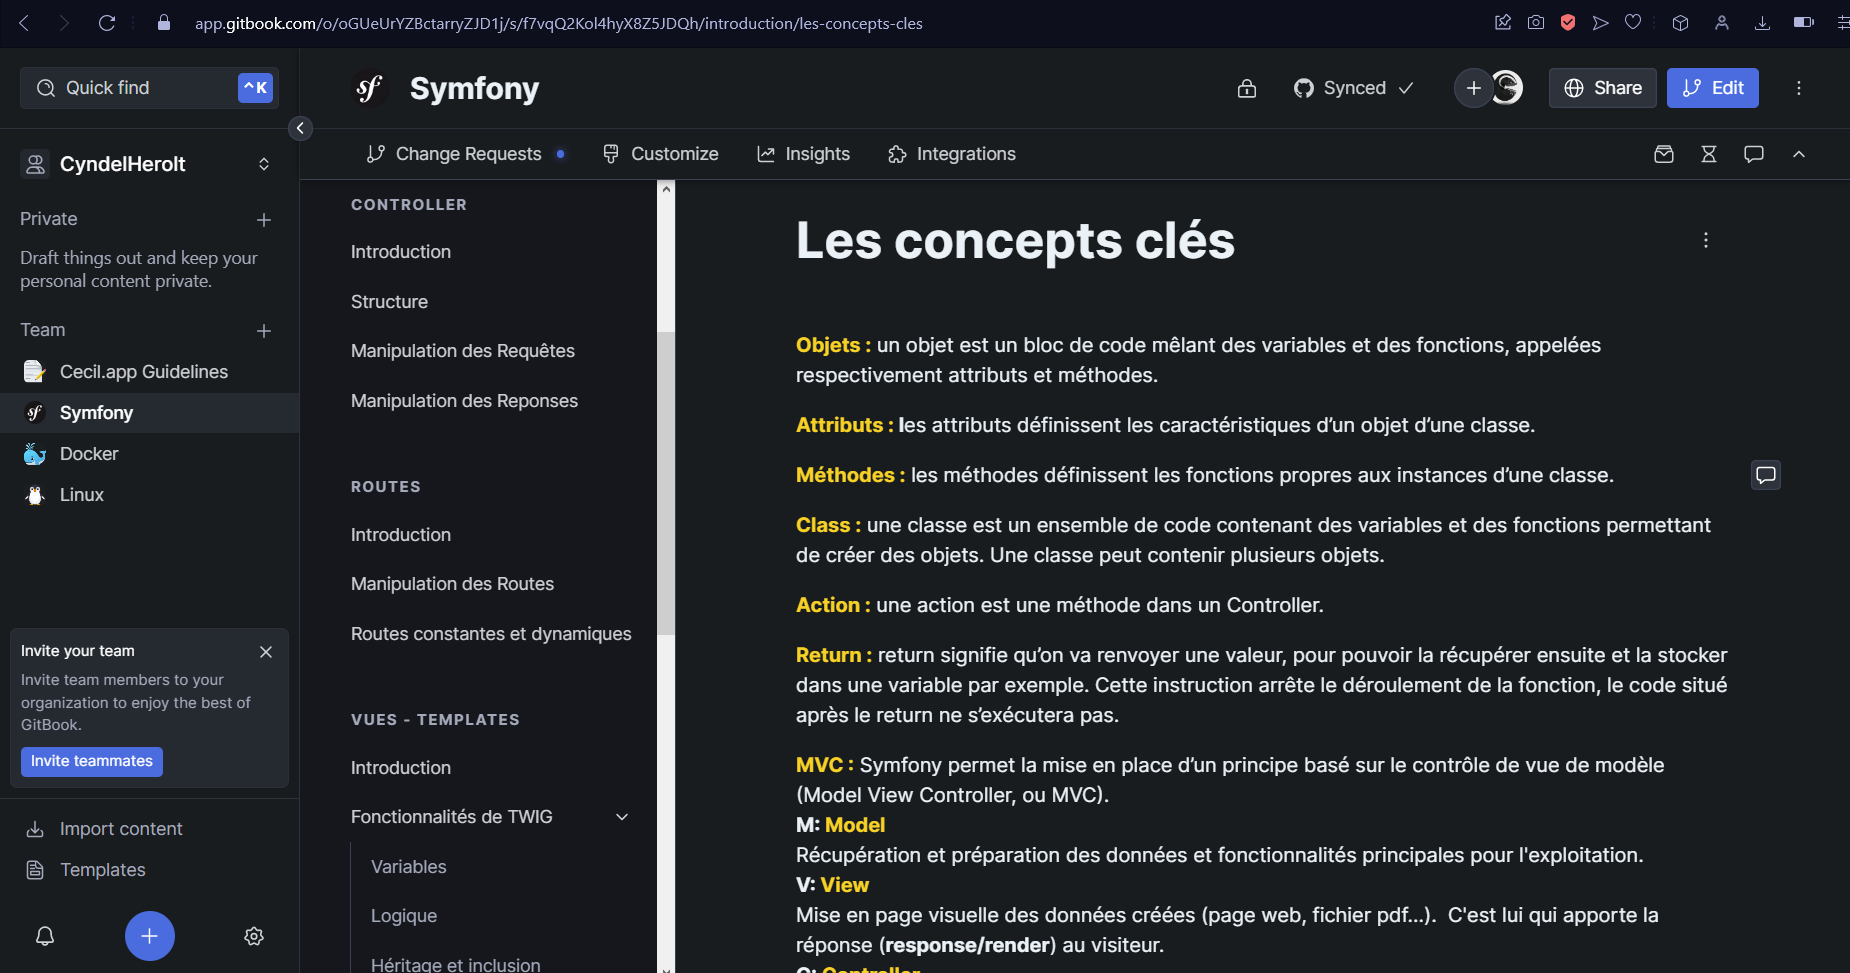 app.gitbook.com/o/oGUeUrYZBctarryZJD1j/s/f7vqQ2Kol4hyX8Z5JDQh/introduction/les-concepts-cles
Quick find
^K
CyndelHerolt
Private
Draft things out and keep your
personal content private.
Team
Cecil.app Guidelines
Symfony
Docker
Linux
Invite your team
Invite team members to your
organization to enjoy the best of
GitBook.
Invite teammates
Import content
Templates
Symfony
Synced
Share
Edit
Change Requests
Customize
Insights
Integrations
CONTROLLER
Introduction
Structure
Manipulation des Requêtes
Manipulation des Reponses
ROUTES
Introduction
Manipulation des Routes
Routes constantes et dynamiques
VUES - TEMPLATES
Introduction
Fonctionnalités de TWIG
Variables
Logique
Héritage et inclusion
Les concepts clés
Objets : un objet est un bloc de code mêlant des variables et des fonctions, appelées
respectivement attributs et méthodes.
Attributs : les attributs définissent les caractéristiques d’un objet d’une classe.
Méthodes : les méthodes définissent les fonctions propres aux instances d’une classe.
Class : une classe est un ensemble de code contenant des variables et des fonctions permettant
de créer des objets. Une classe peut contenir plusieurs objets.
Action : une action est une méthode dans un Controller.
Return : return signifie qu’on va renvoyer une valeur, pour pouvoir la récupérer ensuite et la stocker
dans une variable par exemple. Cette instruction arrête le déroulement de la fonction, le code situé
après le return ne s’exécutera pas.
MVC : Symfony permet la mise en place d’un principe basé sur le contrôle de vue de modèle
(Model View Controller, ou MVC).
M: Model
Récupération et préparation des données et fonctionnalités principales pour l'exploitation.
V: View
Mise en page visuelle des données créées (page web, fichier pdf...).  C'est lui qui apporte la
réponse (response/render) au visiteur.
C: Controller